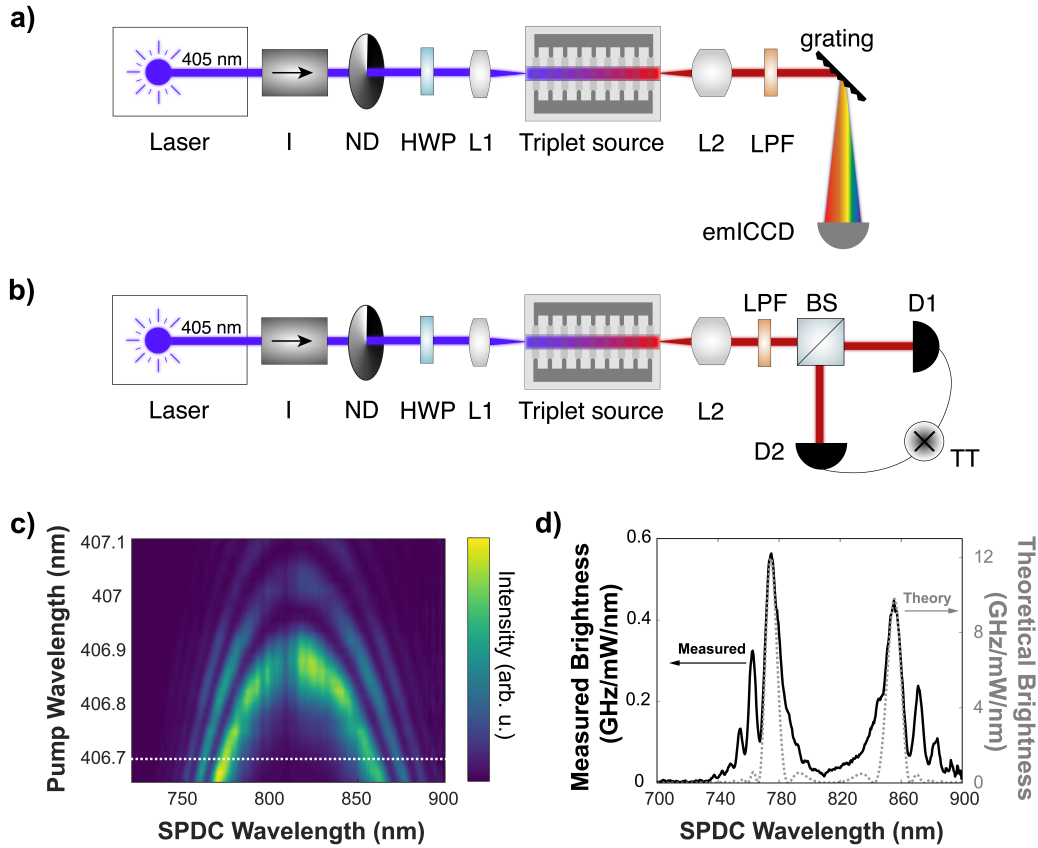 a)
405 nm
grating
Laser I ND HWP L1 Triplet source L2 LPF
emICCD
b)
LPF BS D1
405 nm
Laser I ND HWP L1 Triplet source L2
D2
TT
c)
Pump Wavelength (nm)
407.1
407
406.9
406.8
406.7
750 800 850 900
SPDC Wavelength (nm)
Intensitty (arb. u.)
d)
Measured Brightness
(GHz/mW/nm)
0.6
0.4
0.2
0
Measured
Theory
12
8
4
0
Theoretical Brightness
(GHz/mW/nm)
700 740 780 820 860 900
SPDC Wavelength (nm)